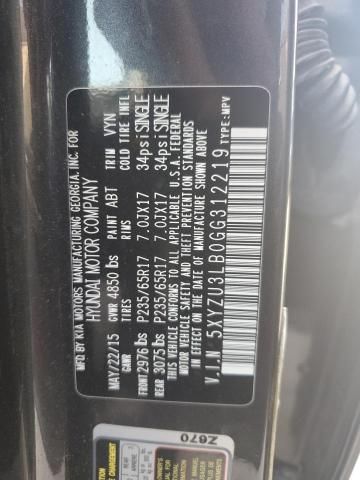 MFD. BY KIA MOTORS MANUFACTURING GEORGIA, INC. FOR
HYUNDAI MOTOR COMPANY
MAY/22/15 GVWR 4850 lbs PAINT ABT TRIM VYN
GAWR TIRES RIMS COLD TIRE INFL
FRONT 2976 lbs P235/65R17 7.0JX17 34psi SINGLE
REAR 3075 lbs P235/65R17 7.0JX17 34psi SINGLE
THIS VEHICLE CONFORMS TO ALL APPLICABLE U.S.A. FEDERAL
MOTOR VEHICLE SAFETY STANDARDS IN EFFECT
ON THE DATE OF MANUFACTURE SHOWN ABOVE.
V.I.N 5XYZU3LB0GG312219 TYPE:MPV
Z670